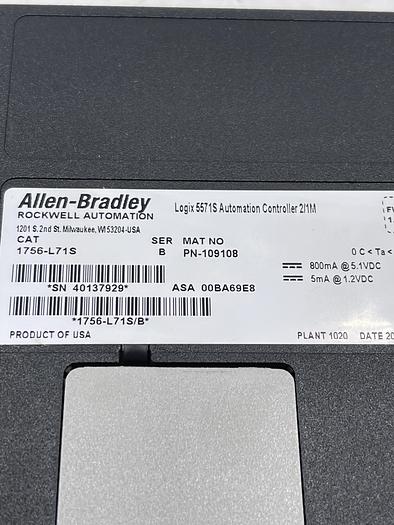 Allen-Bradley
ROCKWELL AUTOMATION
Logix 5571S Automation Controller 2/1M
1201 S. 2nd St. Milwaukee, WI 53204-USA
CAT SER MAT NO
1756-L71S B PN-109108
0 C < Ta <
800mA @ 5.1VDC
5mA @ 1.2VDC
*SN 40137929* ASA 00BA69E8
*1756-L71S/B*
PRODUCT OF USA PLANT 1020 DATE 20